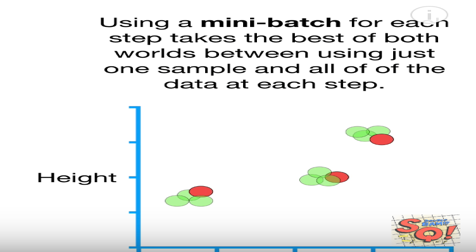 Using a mini-batch for each
step takes the best of both
worlds between using just
one sample and all of of the
data at each step.
Height
SO!